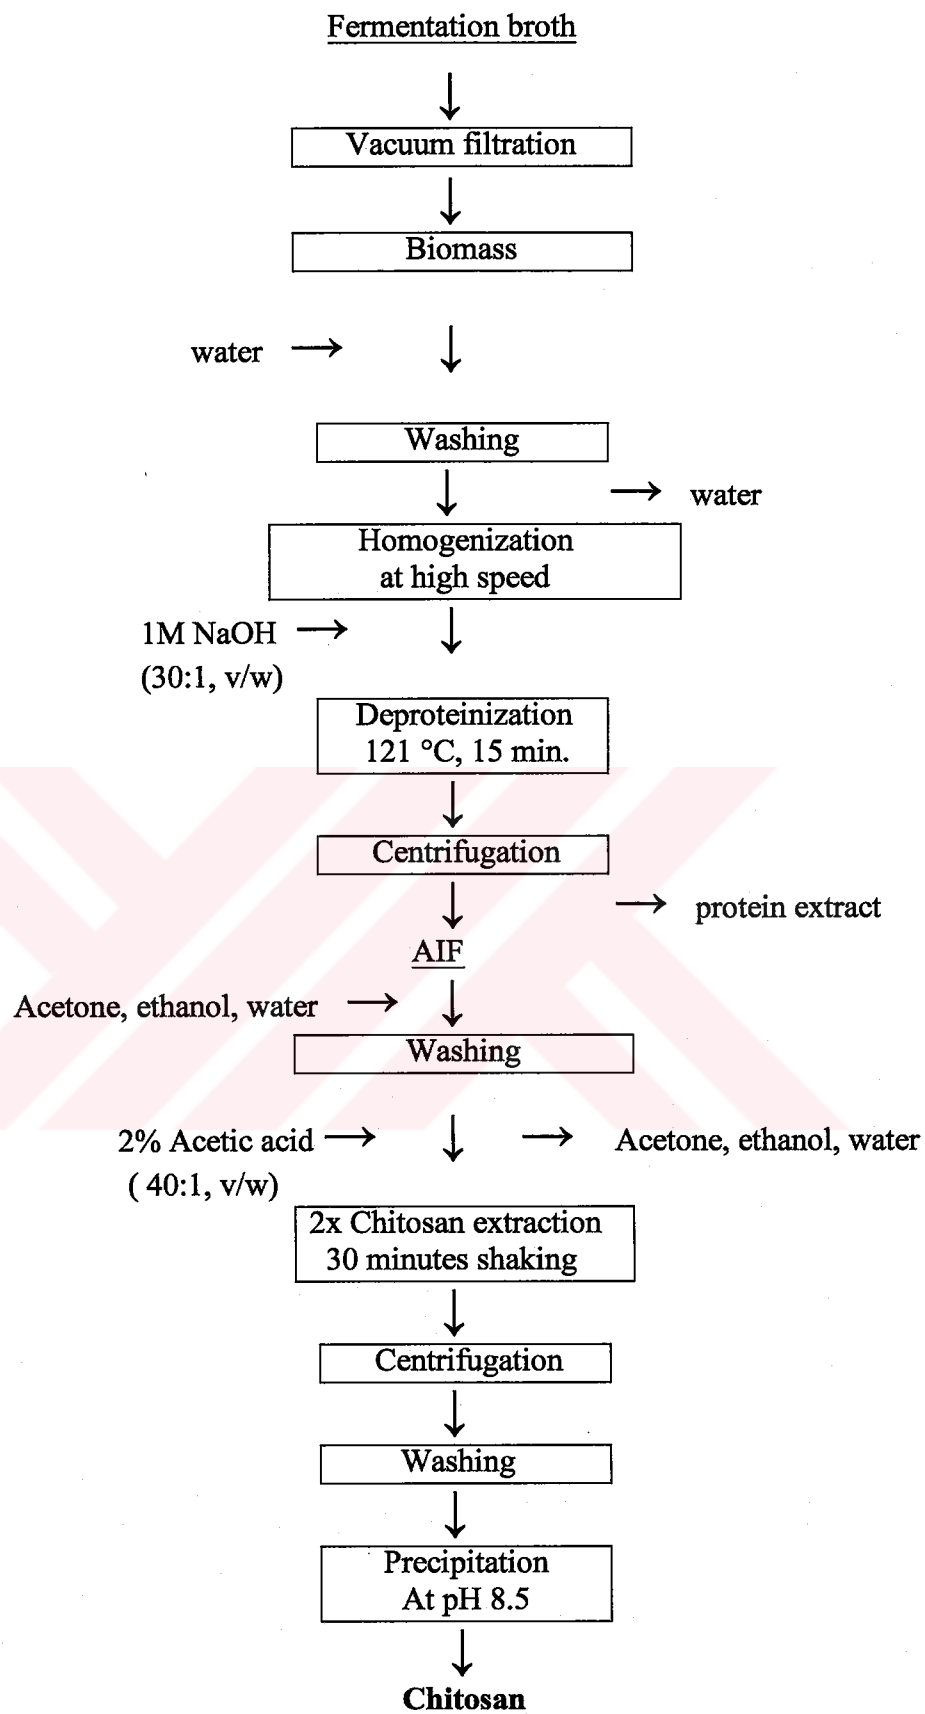 Fermentation broth
Vacuum filtration
Biomass
water
Washing
water
Homogenization
at high speed
1M NaOH
(30:1, v/w)
Deproteinization
121 °C, 15 min.
Centrifugation
protein extract
AIF
Acetone, ethanol, water
Washing
2% Acetic acid
Acetone, ethanol, water
( 40:1, v/w)
2x Chitosan extraction
30 minutes shaking
Centrifugation
Washing
Precipitation
At pH 8.5
Chitosan